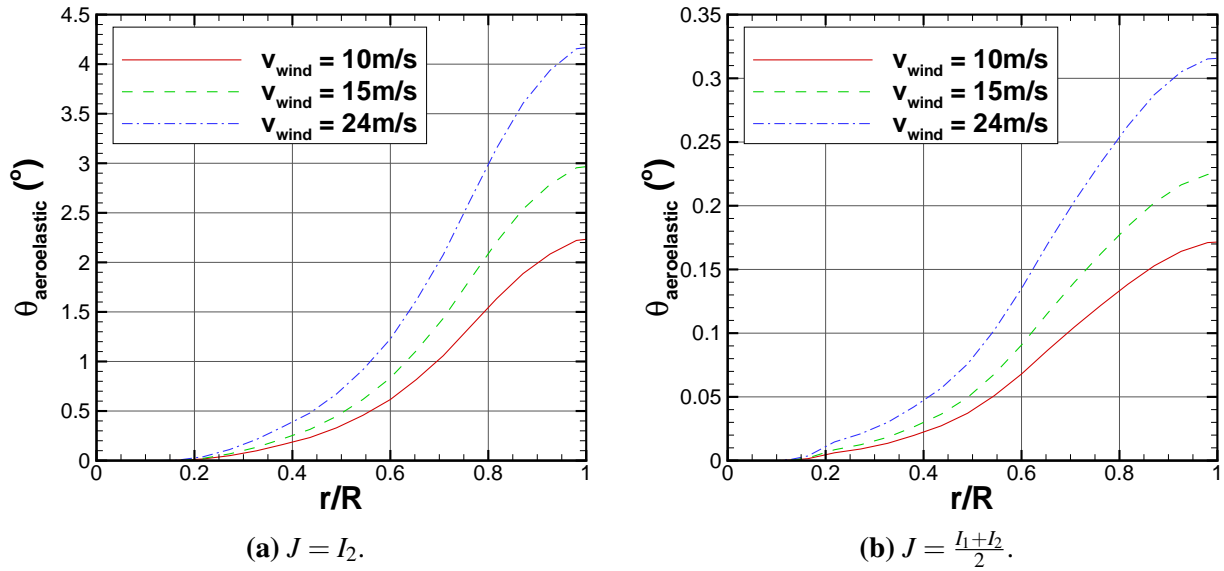 4.5
4
3.5
3
2.5
2
1.5
1
0.5
0
0 0.2 0.4 0.6 0.8 1
θaeroelastic (º)
r/R
vwind = 10m/s
vwind = 15m/s
vwind = 24m/s
(a) J = I2.
0.35
0.3
0.25
0.2
0.15
0.1
0.05
0
0 0.2 0.4 0.6 0.8 1
θaeroelastic (º)
r/R
vwind = 10m/s
vwind = 15m/s
vwind = 24m/s
(b) J = I1+I2/2.